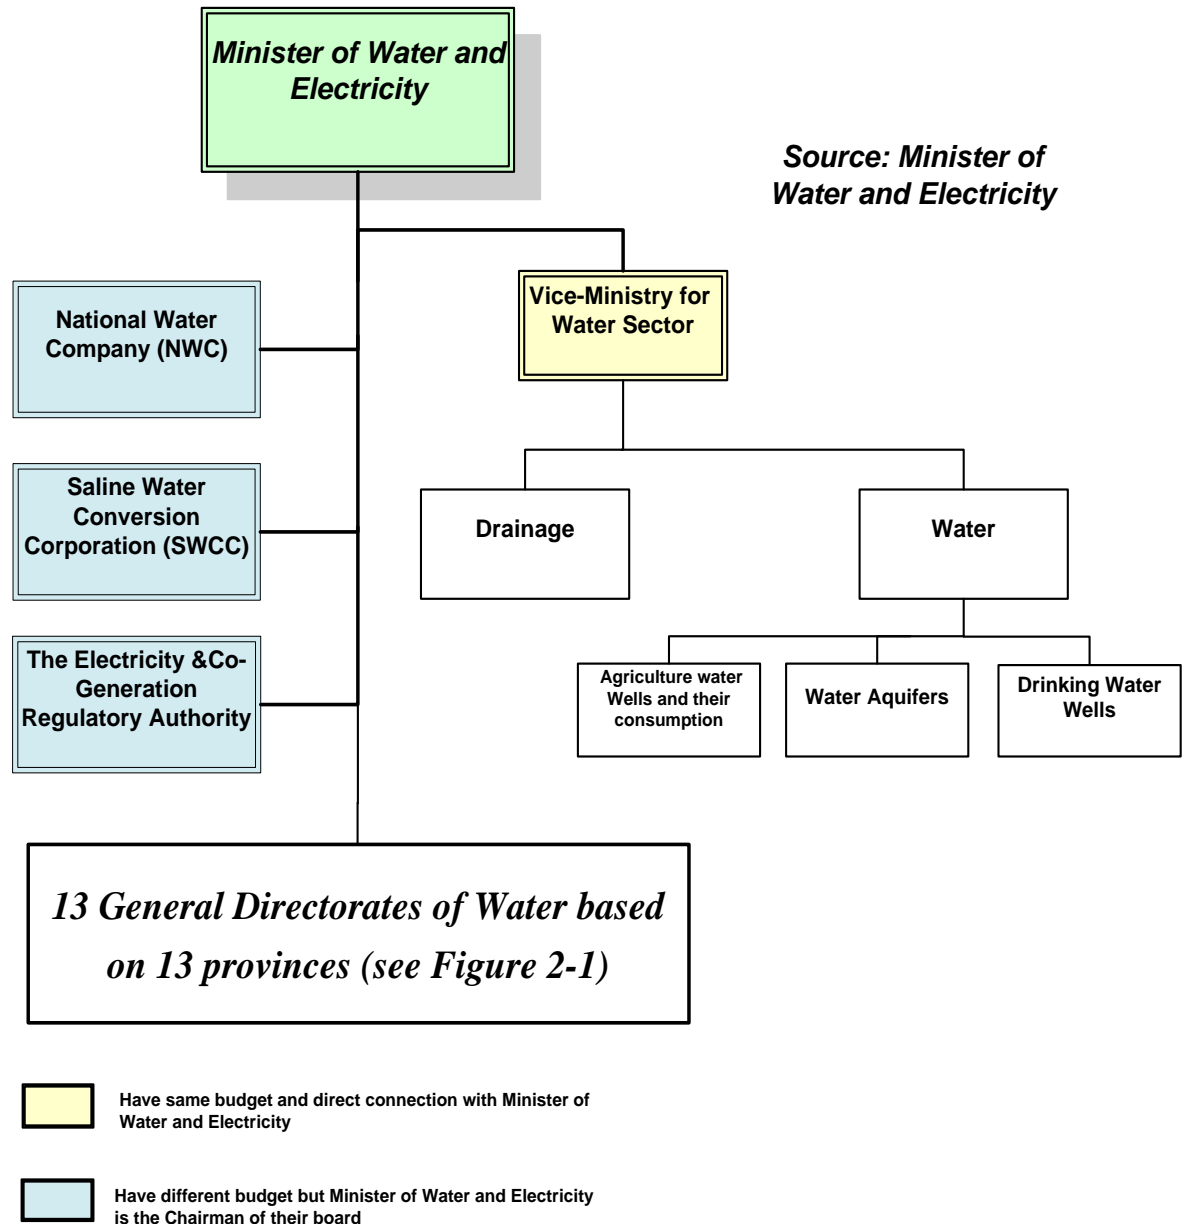 Minister of Water and
Electricity
Source: Minister of
Water and Electricity
National Water
Company (NWC)
Vice-Ministry for
Water Sector
Saline Water
Conversion
Corporation (SWCC)
Drainage
Water
The Electricity &Co-
Generation
Regulatory Authority
Agriculture water
Wells and their
consumption
Water Aquifers
Drinking Water
Wells
13 General Directorates of Water based
on 13 provinces (see Figure 2-1)
Have same budget and direct connection with Minister of
Water and Electricity
Have different budget but Minister of Water and Electricity
is the Chairman of their board